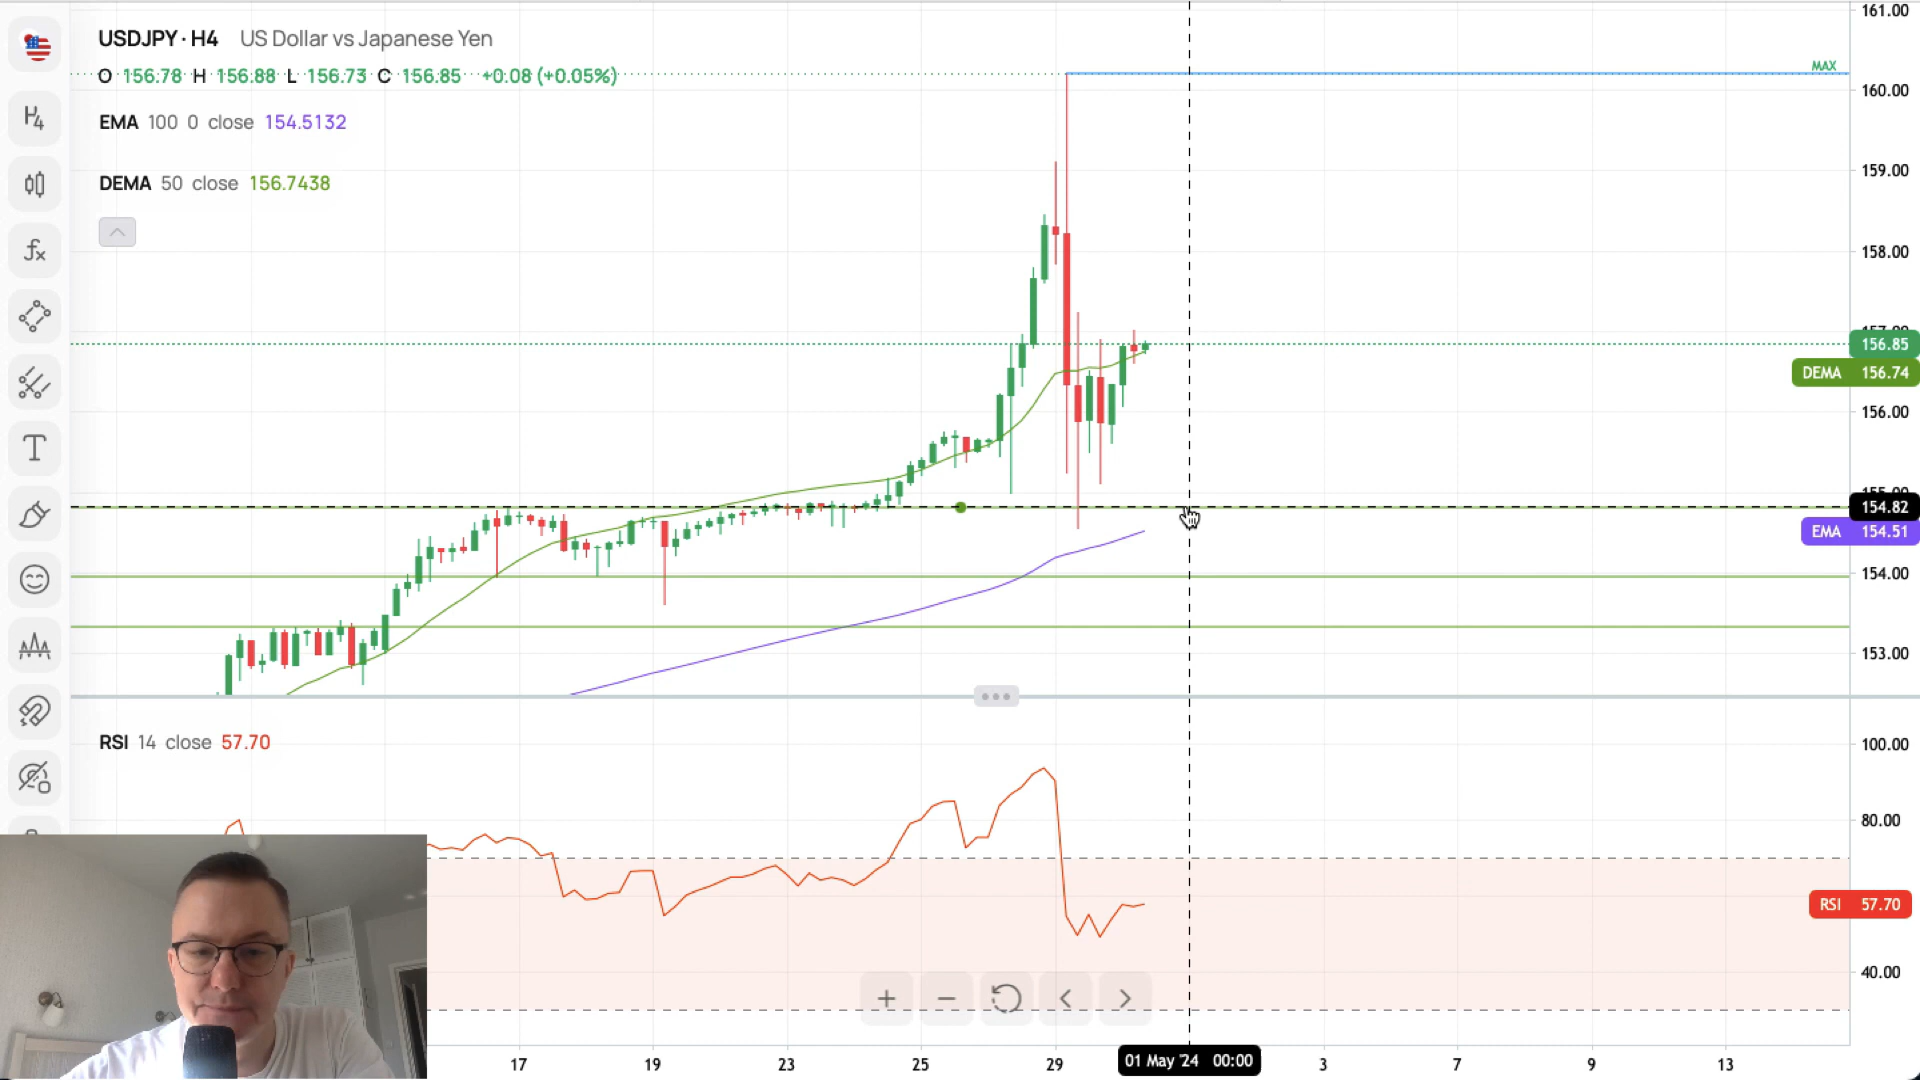 USDJPY · H4 US Dollar vs Japanese Yen
O 156.78 H 156.88 L 156.73 C 156.85 +0.08 (+0.05%)
EMA 100 0 close 154.5132
DEMA 50 close 156.7438
H4
fx
T
MAX
161.00
160.00
159.00
158.00
157.00
156.85
DEMA 156.74
156.00
155.00
154.82
EMA 154.51
154.00
153.00
RSI 14 close 57.70
100.00
80.00
RSI 57.70
40.00
17 19 23 25 29 01 May '24 00:00 3 7 9 13